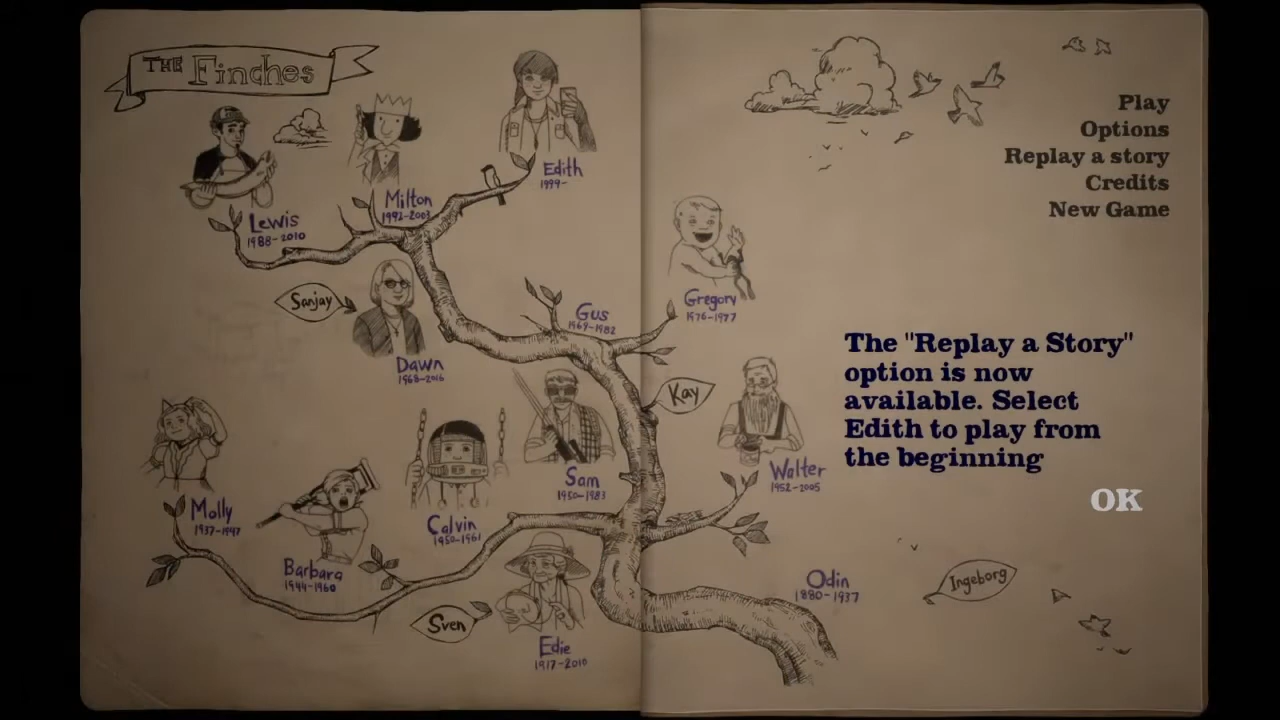 THE Finches
Edith
1999-
Milton
1992-2003
Lewis
1988-2010
Sanjay
Dawn
1968-2016
Gus
1969-1982
Gregory
1976-1977
Kay
Sam
1950-1983
Walter
1952-2005
Molly
1937-1947
Barbara
1944-1960
Calvin
1950-1961
Sven
Edie
1917-2010
Odin
1880-1937
Ingeborg
Play
Options
Replay a story
Credits
New Game
The "Replay a Story"
option is now
available. Select
Edith to play from
the beginning
OK